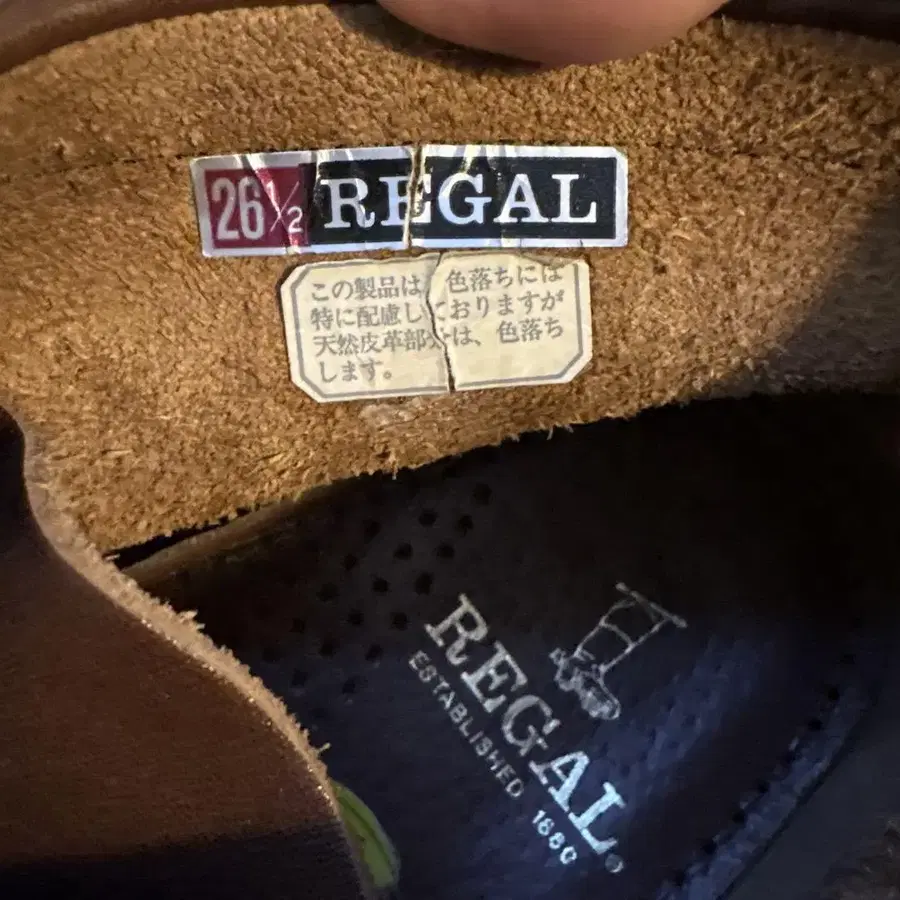 26 1/2 REGAL
この製品は、色落ちには
特に配慮しておりますが
天然皮革部分は、色落ち
します。
REGAL
ESTABLISHED 1880